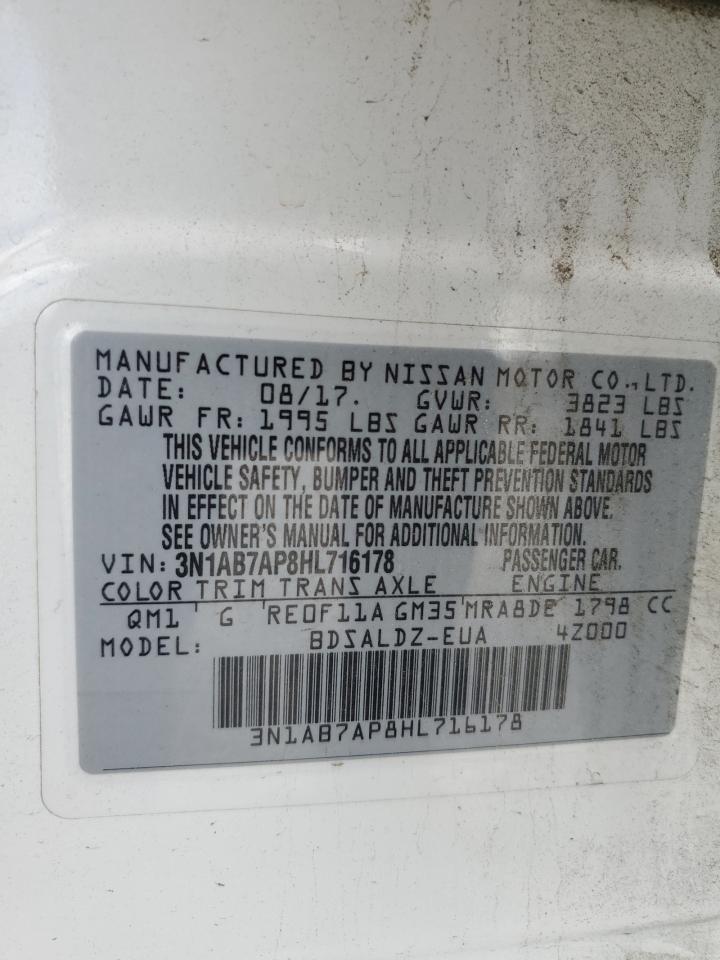 MANUFACTURED BY NISSAN MOTOR CO.,LTD.
DATE: 08/17. GVWR: 3823 LBS
GAWR FR: 1995 LBS GAWR RR: 1841 LBS
THIS VEHICLE CONFORMS TO ALL APPLICABLE FEDERAL MOTOR
VEHICLE SAFETY, BUMPER AND THEFT PREVENTION STANDARDS
IN EFFECT ON THE DATE OF MANUFACTURE SHOWN ABOVE.
SEE OWNER'S MANUAL FOR ADDITIONAL INFORMATION.
VIN: 3N1AB7AP8HL716178 PASSENGER CAR.
COLOR TRIM TRANS AXLE ENGINE
QM1 G RE0F11A GM35 MRA8DE 1798 CC
MODEL: BDSALDZ-EUA 4Z000
3N1AB7AP8HL716178